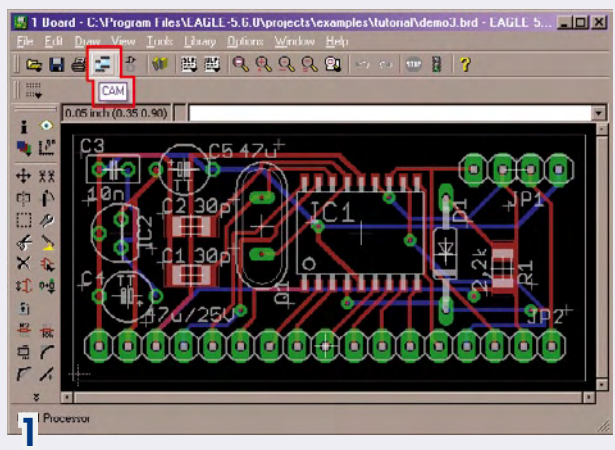 1 Board - C:\Program Files\EAGLE-5.6.0\projects\examples\tutorial\demo3.brd - EAGLE 5...
File Edit Draw View Tools Library Options Window Help
CAM
0.05 inch (0.35 0.90)
C3
C5 47u
10n
C2 30p
IC1
D1
JP1
IC2
C1 30p
2,2k
R1
C4
Q1
47u/25V
JP2
Processor
1